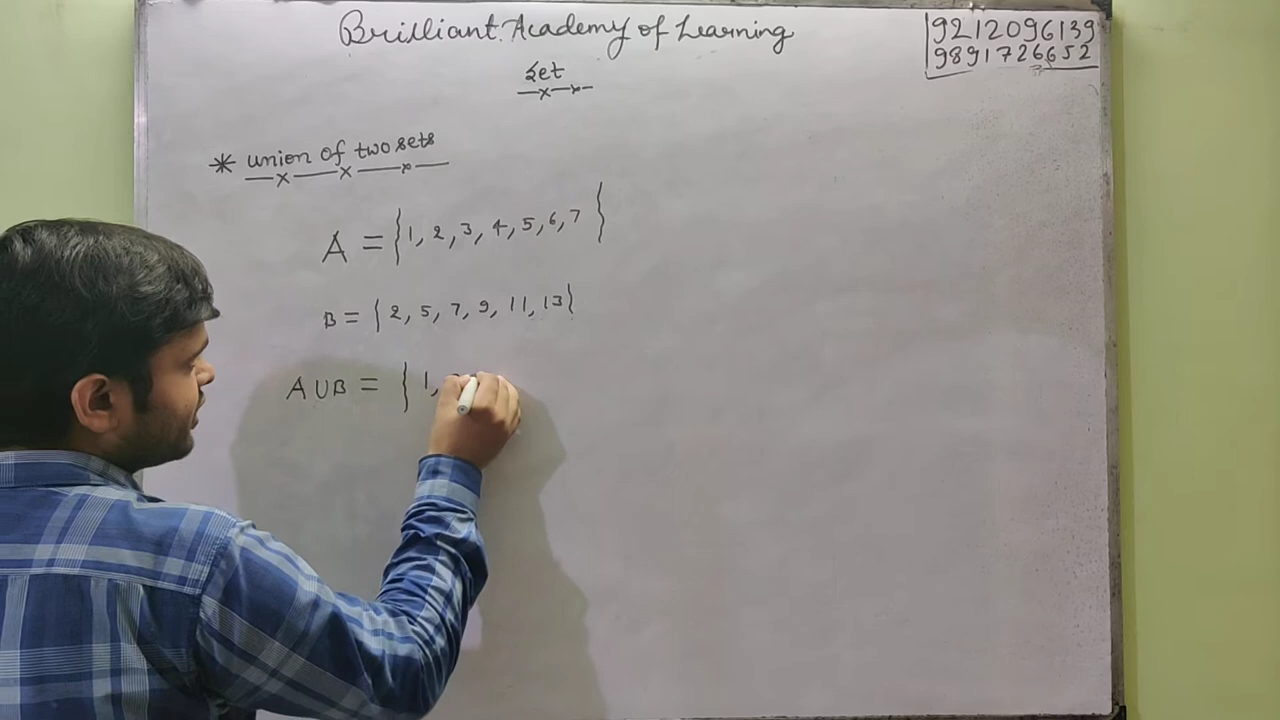 Brilliant Academy of Learning
9212096139
9891726652
Set
* union of two sets
A = {1, 2, 3, 4, 5, 6, 7}
B = {2, 5, 7, 9, 11, 13}
A ∪ B = { 1,